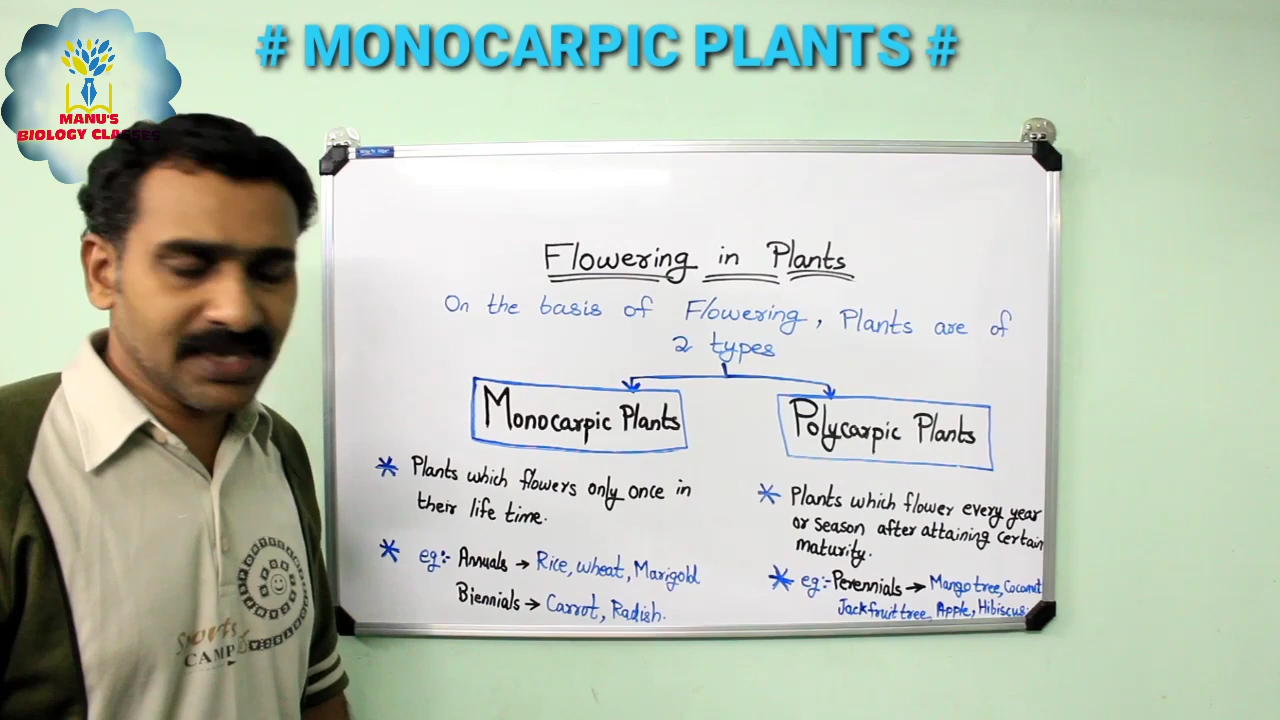 # MONOCARPIC PLANTS #
MANU'S
BIOLOGY CLASSES
Flowering in Plants
On the basis of Flowering, Plants are of
2 types
Monocarpic Plants
Polycarpic Plants
* Plants which flowers only once in
their life time.
* eg:- Annuals → Rice, wheat, Marigold
Biennials → Carrot, Radish.
* Plants which flower every year
or season after attaining certain
maturity.
* eg:- Perennials → Mango tree, Coconut
Jackfruit tree, Apple, Hibiscus.
Sports
CAMP